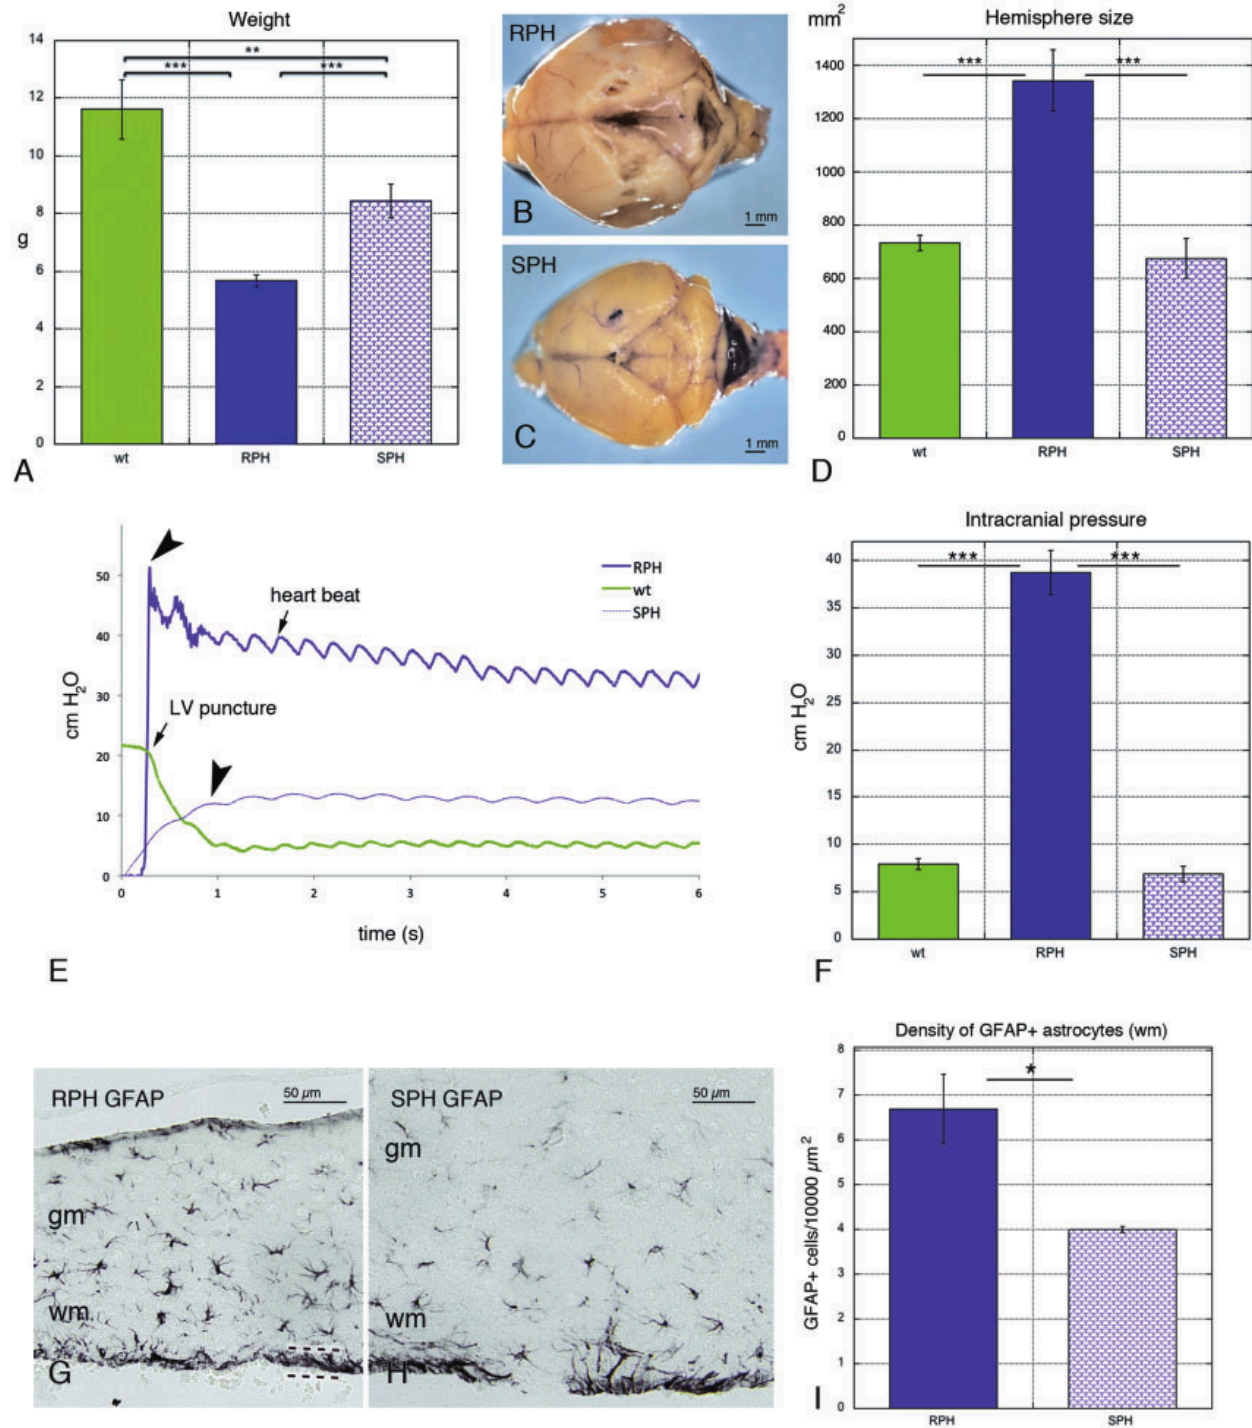 Weight
14
12
10
8
g
6
4
2
0
** 
*** ***
wt RPH SPH
A
RPH
B
1 mm
SPH
C
1 mm
Hemisphere size
mm2
1400
1200
1000
800
600
400
200
0
*** ***
wt RPH SPH
D
50
40
30
20
10
0
cm H2O
RPH
wt
SPH
heart beat
LV puncture
0 1 2 3 4 5 6
time (s)
E
Intracranial pressure
40
35
30
25
20
15
10
5
0
cm H2O
*** ***
wt RPH SPH
F
RPH GFAP
50 µm
gm
wm
G
SPH GFAP
50 µm
gm
wm
H
Density of GFAP+ astrocytes (wm)
8
7
6
5
4
3
2
1
0
GFAP+ cells/10000 µm2
*
RPH SPH
I